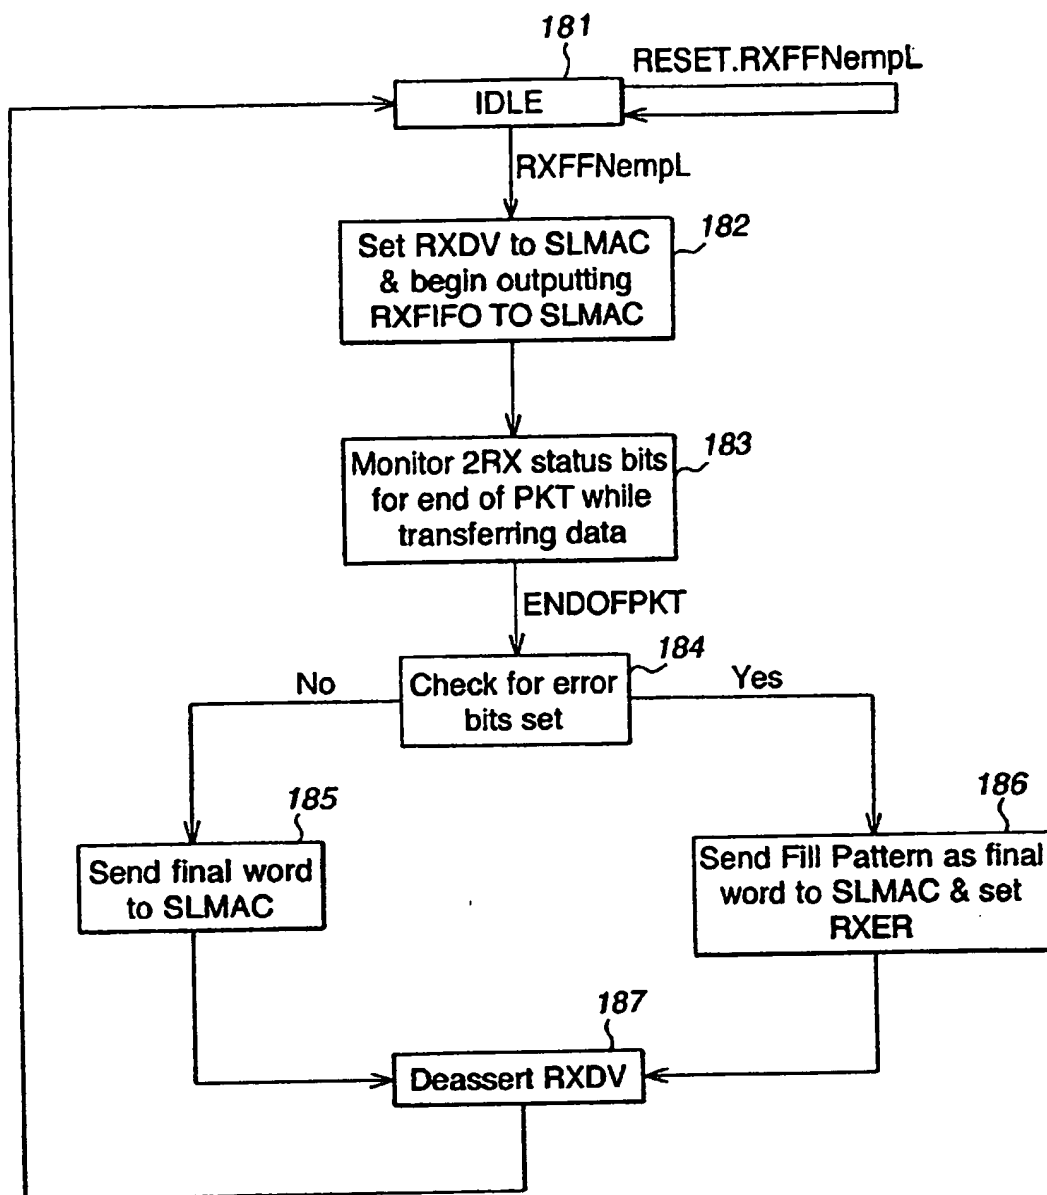 181
RESET.RXFFNempL
IDLE
RXFFNempL
182
Set RXDV to SLMAC
& begin outputting
RXFIFO TO SLMAC
183
Monitor 2RX status bits
for end of PKT while
transferring data
ENDOFPKT
184
No
Check for error
bits set
Yes
185
Send final word
to SLMAC
186
Send Fill Pattern as final
word to SLMAC & set
RXER
187
Deassert RXDV